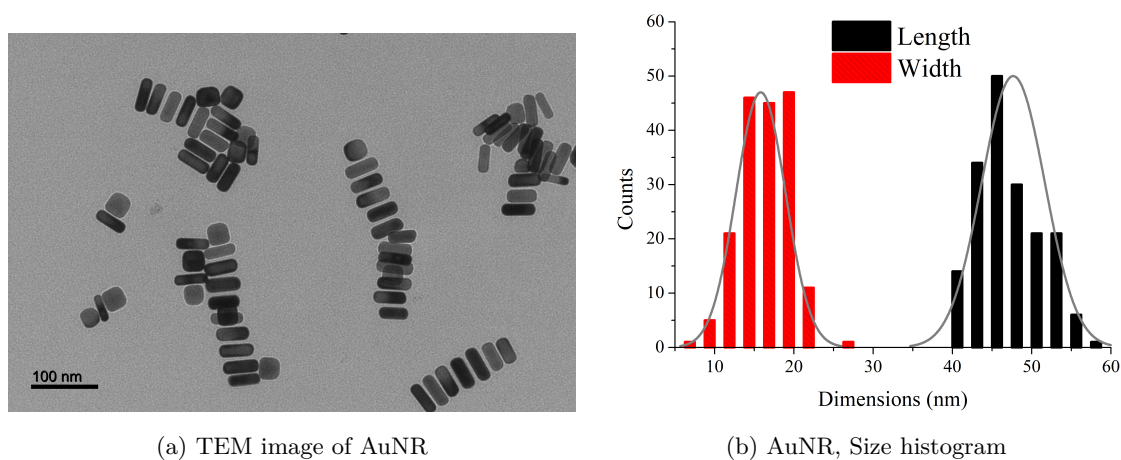 100 nm
(a) TEM image of AuNR
60
50
40
30
20
10
0
Counts
Length
Width
10 20 30 40 50 60
Dimensions (nm)
(b) AuNR, Size histogram